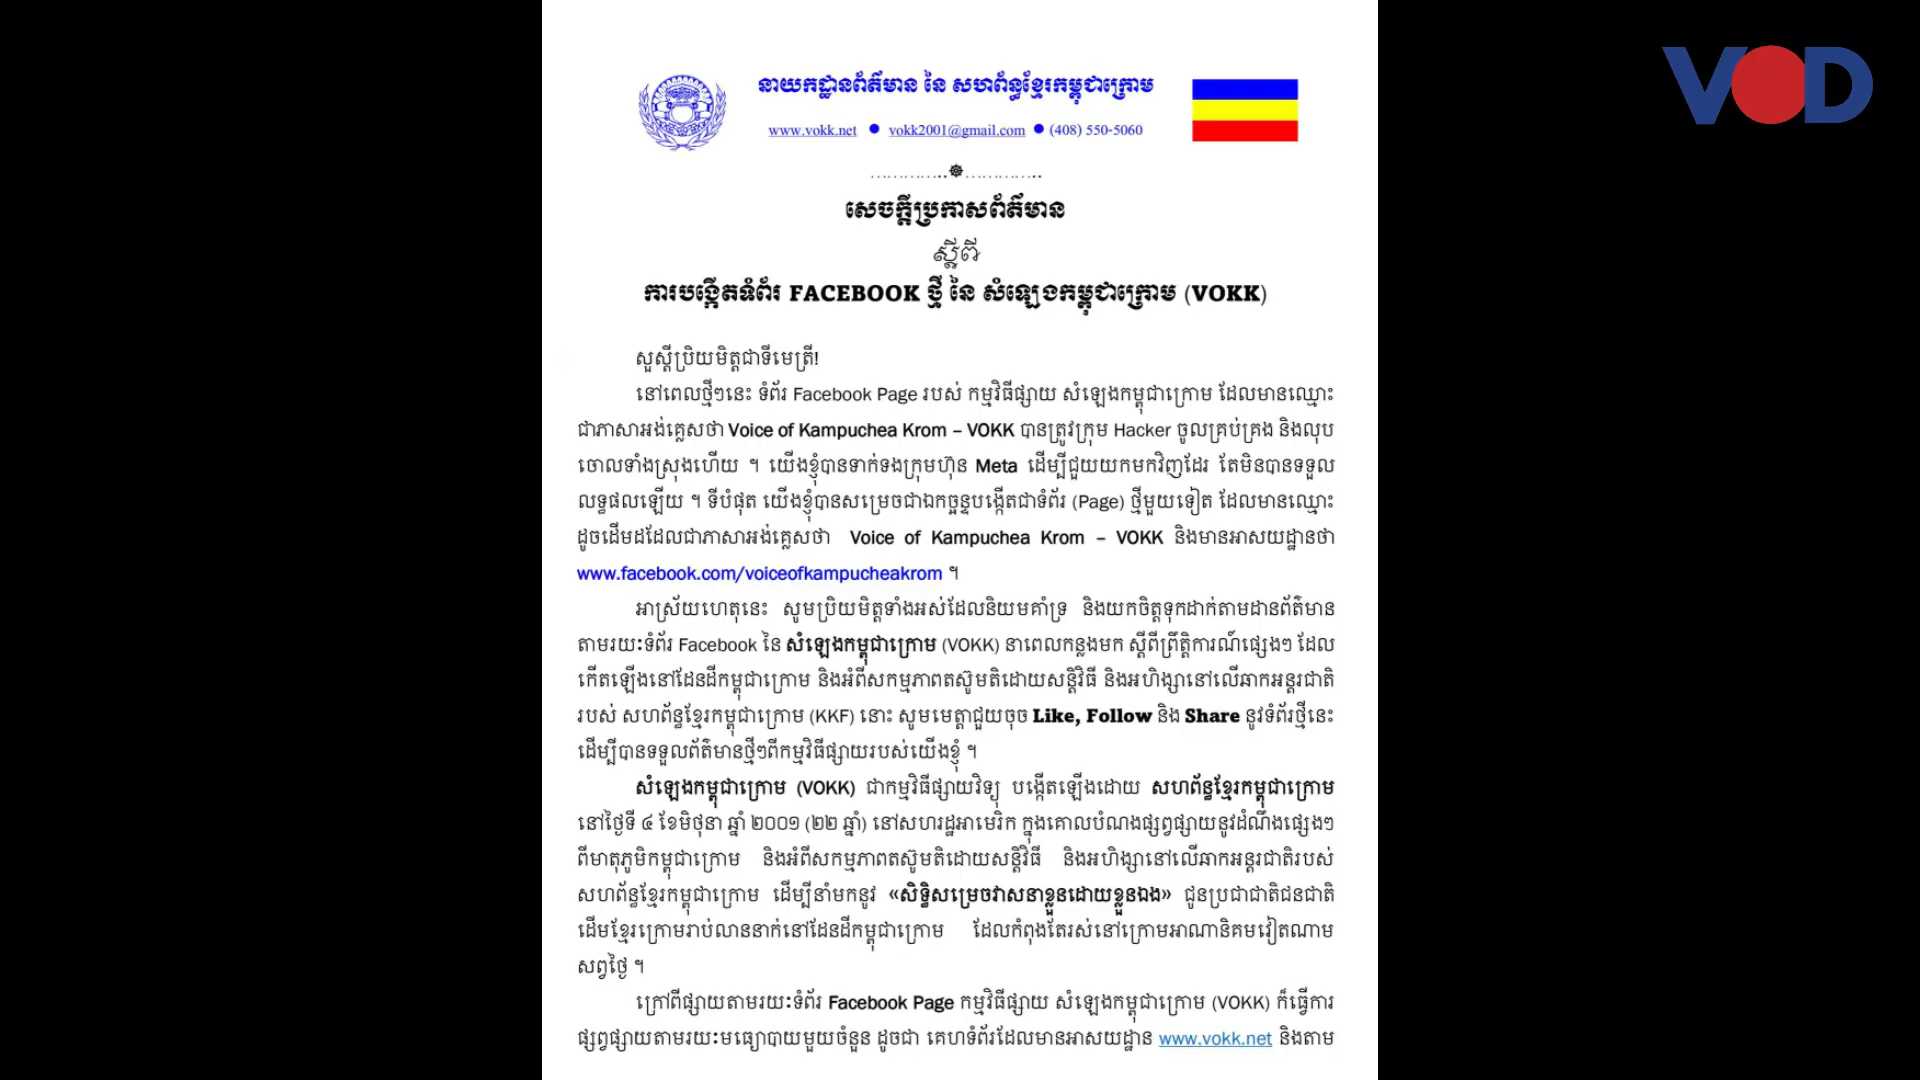 VOD
នាយកដ្ឋានព័ត៌មាន នៃ សហព័ន្ធខ្មែរកម្ពុជាក្រោម
www.vokk.net ● vokk2001@gmail.com ● (408) 550-5060
សេចក្តីប្រកាសព័ត៌មាន
ស្តីពី
ការបង្កើតទំព័រ FACEBOOK ថ្មី នៃ សំឡេងកម្ពុជាក្រោម (VOKK)
សួស្តីប្រិយមិត្តជាទីមេត្រី!
នៅពេលថ្មីៗនេះ ទំព័រ Facebook Page របស់ កម្មវិធីផ្សាយ សំឡេងកម្ពុជាក្រោម ដែលមានឈ្មោះ
ជាភាសាអង់គ្លេសថា Voice of Kampuchea Krom – VOKK បានត្រូវក្រុម Hacker ចូលគ្រប់គ្រង និងលុប
ចោលទាំងស្រុងហើយ ។ យើងខ្ញុំបានទាក់ទងក្រុមហ៊ុន Meta ដើម្បីជួយយកមកវិញដែរ តែមិនបានទទួល
លទ្ធផលឡើយ ។ ទីបំផុត យើងខ្ញុំបានសម្រេចជាឯកច្ឆន្ទបង្កើតជាទំព័រ (Page) ថ្មីមួយទៀត ដែលមានឈ្មោះ
ដូចដើមដដែលជាភាសាអង់គ្លេសថា Voice of Kampuchea Krom – VOKK និងមានអាសយដ្ឋានថា
www.facebook.com/voiceofkampucheakrom ។
អាស្រ័យហេតុនេះ សូមប្រិយមិត្តទាំងអស់ដែលនិយមគាំទ្រ និងយកចិត្តទុកដាក់តាមដានព័ត៌មាន
តាមរយៈទំព័រ Facebook នៃ សំឡេងកម្ពុជាក្រោម (VOKK) នាពេលកន្លងមក ស្តីពីព្រឹត្តិការណ៍ផ្សេងៗ ដែល
កើតឡើងនៅដែនដីកម្ពុជាក្រោម និងអំពីសកម្មភាពតស៊ូមតិដោយសន្តិវិធី និងអហិង្សានៅលើឆាកអន្តរជាតិ
របស់ សហព័ន្ធខ្មែរកម្ពុជាក្រោម (KKF) នោះ សូមមេត្តាជួយចុច Like, Follow និង Share នូវទំព័រថ្មីនេះ
ដើម្បីបានទទួលព័ត៌មានថ្មីៗពីកម្មវិធីផ្សាយរបស់យើងខ្ញុំ ។
សំឡេងកម្ពុជាក្រោម (VOKK) ជាកម្មវិធីផ្សាយវិទ្យុ បង្កើតឡើងដោយ សហព័ន្ធខ្មែរកម្ពុជាក្រោម
នៅថ្ងៃទី ៤ ខែមិថុនា ឆ្នាំ ២០០១ (២២ ឆ្នាំ) នៅសហរដ្ឋអាមេរិក ក្នុងគោលបំណងផ្សព្វផ្សាយនូវដំណឹងផ្សេងៗ
ពីមាតុភូមិកម្ពុជាក្រោម និងអំពីសកម្មភាពតស៊ូមតិដោយសន្តិវិធី និងអហិង្សានៅលើឆាកអន្តរជាតិរបស់
សហព័ន្ធខ្មែរកម្ពុជាក្រោម ដើម្បីនាំមកនូវ «សិទ្ធិសម្រេចវាសនាខ្លួនដោយខ្លួនឯង» ជូនប្រជាជាតិជនជាតិ
ដើមខ្មែរក្រោមរាប់លាននាក់នៅដែនដីកម្ពុជាក្រោម ដែលកំពុងតែរស់នៅក្រោមអាណានិគមវៀតណាម
សព្វថ្ងៃ ។
ក្រៅពីផ្សាយតាមរយៈទំព័រ Facebook Page កម្មវិធីផ្សាយ សំឡេងកម្ពុជាក្រោម (VOKK) ក៏ធ្វើការ
ផ្សព្វផ្សាយតាមរយៈមធ្យោបាយមួយចំនួន ដូចជា គេហទំព័រដែលមានអាសយដ្ឋាន www.vokk.net និងតាម